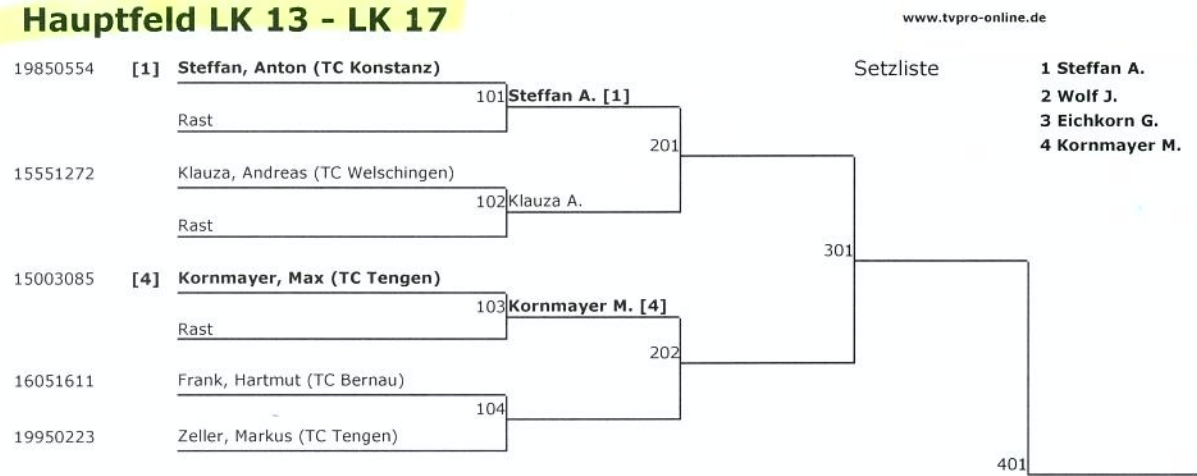 Hauptfeld LK 13 - LK 17
www.tvpro-online.de
19850554 [1] Steffan, Anton (TC Konstanz)
Setzliste
1 Steffan A.
2 Wolf J.
3 Eichkorn G.
4 Kornmayer M.
101 Steffan A. [1]
Rast
201
15551272 Klauza, Andreas (TC Welschingen)
102 Klauza A.
Rast
301
15003085 [4] Kornmayer, Max (TC Tengen)
103 Kornmayer M. [4]
Rast
202
16051611 Frank, Hartmut (TC Bernau)
104
19950223 Zeller, Markus (TC Tengen)
401